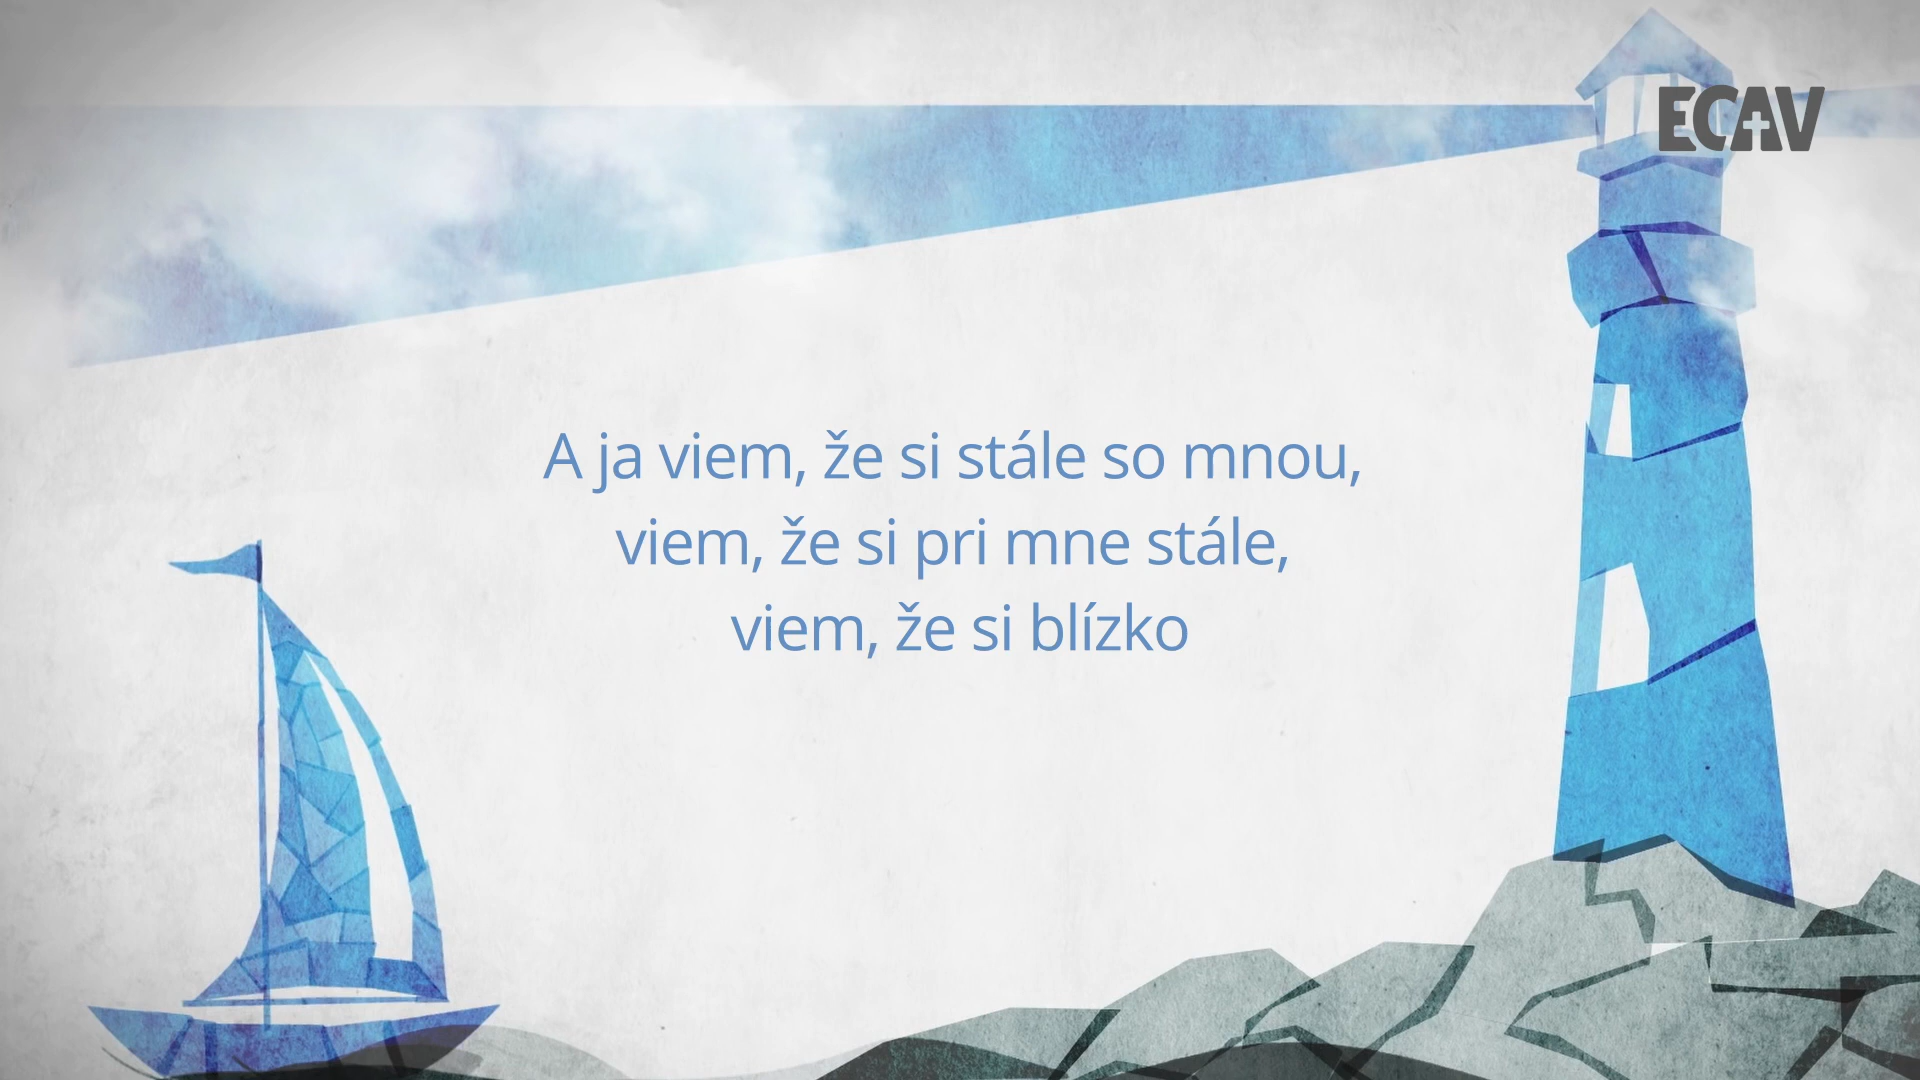 ECAV
A ja viem, že si stále so mnou,
viem, že si pri mne stále,
viem, že si blízko